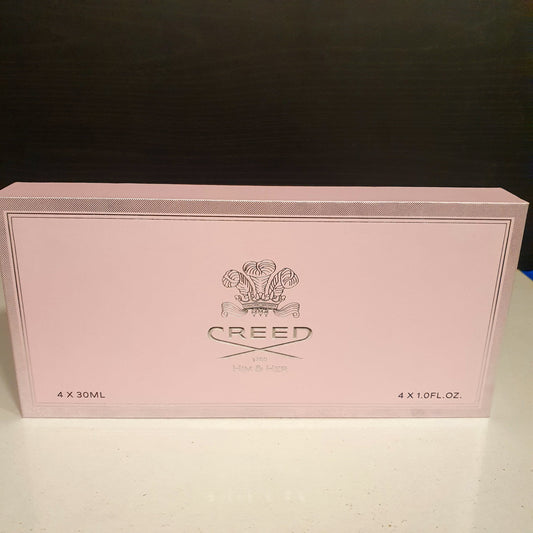 CREED
HIM & HER
4 X 30ML
4 X 1.0FL.OZ.